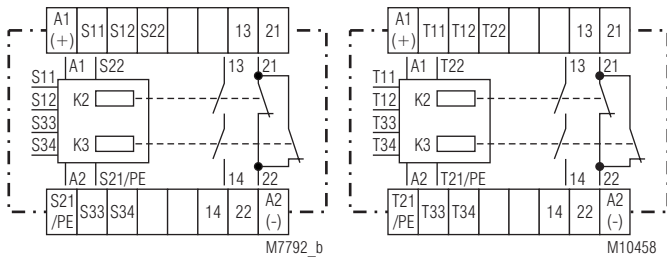 A1 (+) S11 S12 S22 13 21
A1 S22 13 21
S11
S12 K2
S33
S34 K3
A2 S21/PE 14 22
S21 /PE S33 S34 14 22 A2 (-)
M7792_b
A1 (+) T11 T12 T22 13 21
A1 T22 13 21
T11
T12 K2
T33
T34 K3
A2 T21/PE 14 22
T21 /PE T33 T34 14 22 A2 (-)
M10458